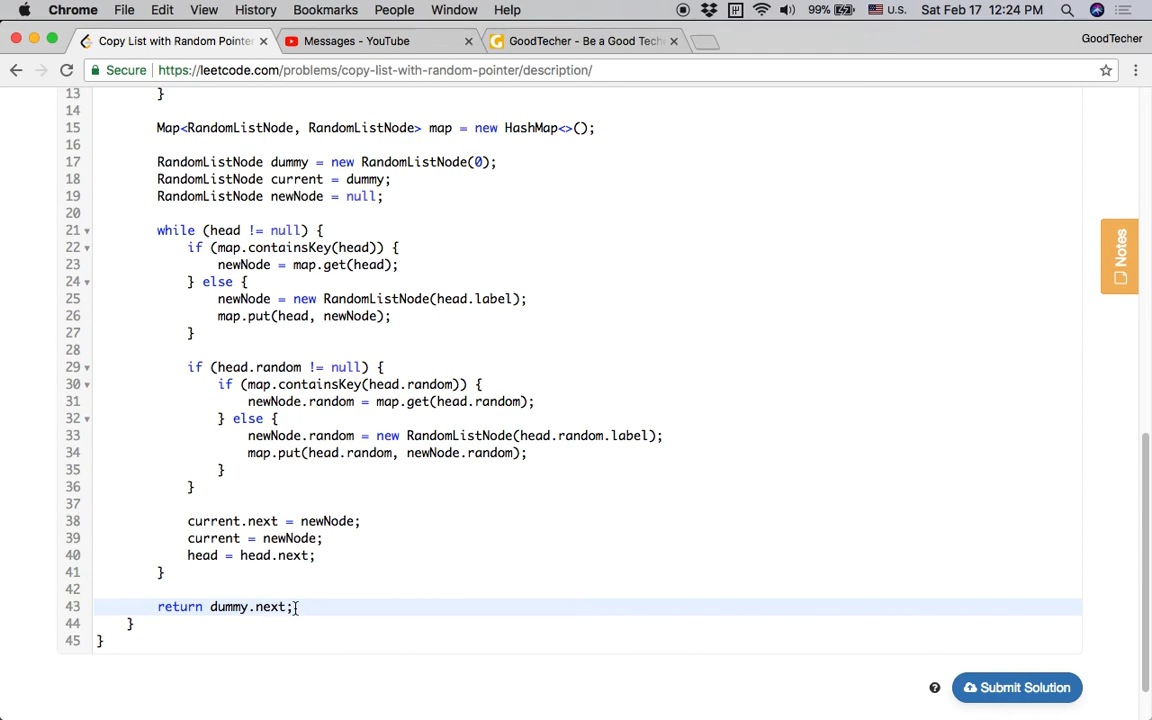 Chrome File Edit View History Bookmarks People Window Help 99% U.S. Sat Feb 17 12:24 PM
Copy List with Random Pointer Messages - YouTube GoodTecher - Be a Good Tech GoodTecher
Secure https://leetcode.com/problems/copy-list-with-random-pointer/description/
13 }
14
15 Map<RandomListNode, RandomListNode> map = new HashMap<>();
16
17 RandomListNode dummy = new RandomListNode(0);
18 RandomListNode current = dummy;
19 RandomListNode newNode = null;
20
21 while (head != null) {
22 if (map.containsKey(head)) {
23 newNode = map.get(head);
24 } else {
25 newNode = new RandomListNode(head.label);
26 map.put(head, newNode);
27 }
28
29 if (head.random != null) {
30 if (map.containsKey(head.random)) {
31 newNode.random = map.get(head.random);
32 } else {
33 newNode.random = new RandomListNode(head.random.label);
34 map.put(head.random, newNode.random);
35 }
36 }
37
38 current.next = newNode;
39 current = newNode;
40 head = head.next;
41 }
42
43 return dummy.next;
44 }
45 }
Notes
? Submit Solution